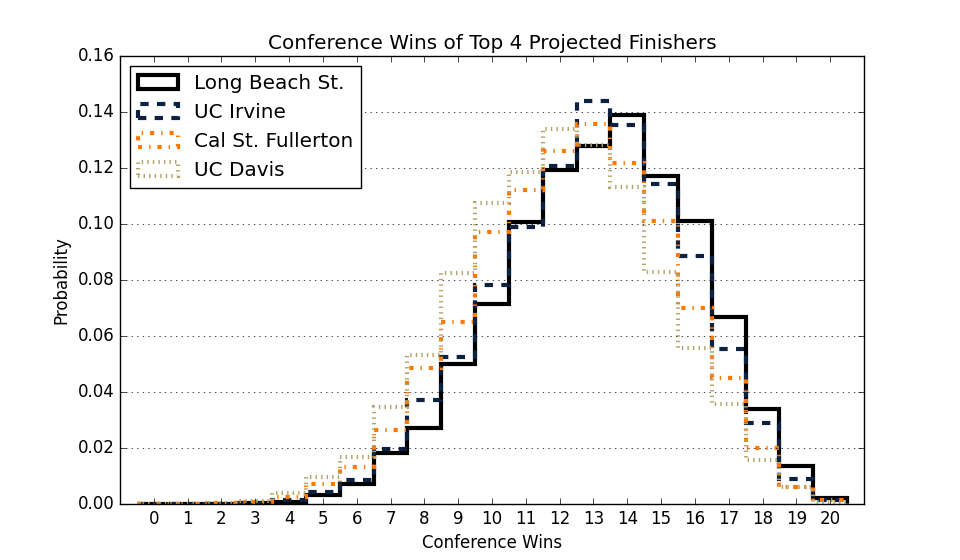 Conference Wins of Top 4 Projected Finishers
0.16
0.14
0.12
0.10
0.08
0.06
0.04
0.02
0.00
Probability
Long Beach St.
UC Irvine
Cal St. Fullerton
UC Davis
0 1 2 3 4 5 6 7 8 9 10 11 12 13 14 15 16 17 18 19 20
Conference Wins